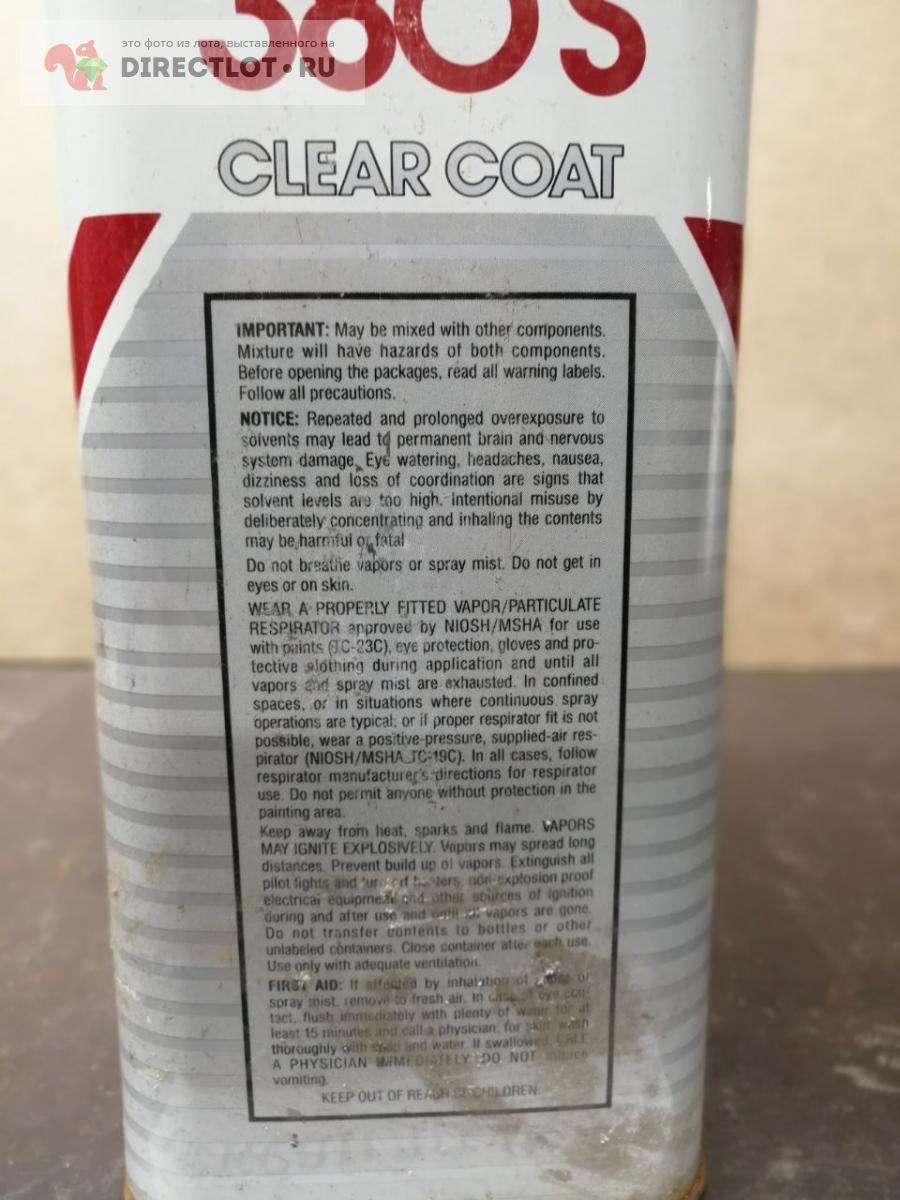 это фото из лота, выставленного на
DIRECTLOT • RU
380'S
CLEAR COAT
IMPORTANT: May be mixed with other components.
Mixture will have hazards of both components.
Before opening the packages, read all warning labels.
Follow all precautions.
NOTICE: Repeated and prolonged overexposure to
solvents may lead to permanent brain and nervous
system damage. Eye watering, headaches, nausea,
dizziness and loss of coordination are signs that
solvent levels are too high. Intentional misuse by
deliberately concentrating and inhaling the contents
may be harmful or fatal
Do not breathe vapors or spray mist. Do not get in
eyes or on skin.
WEAR A PROPERLY FITTED VAPOR/PARTICULATE
RESPIRATOR approved by NIOSH/MSHA for use
with paints (TC-23C), eye protection, gloves and pro-
tective clothing during application and until all
vapors and spray mist are exhausted. In confined
spaces, or in situations where continuous spray
operations are typical, or if proper respirator fit is not
possible, wear a positive-pressure, supplied-air res-
pirator (NIOSH/MSHA TC-19C). In all cases, follow
respirator manufacturer's directions for respirator
use. Do not permit anyone without protection in the
painting area.
Keep away from heat, sparks and flame. VAPORS
MAY IGNITE EXPLOSIVELY. Vapors may spread long
distances. Prevent build up of vapors. Extinguish all
pilot lights and turn off heaters, non-explosion proof
electrical equipment and other sources of ignition
during and after use and until all vapors are gone.
Do not transfer contents to bottles or other
unlabeled containers. Close container after each use.
Use only with adequate ventilation.
FIRST AID: If affected by inhalation of vapor or
spray mist, remove to fresh air. In case of eye con-
tact, flush immediately with plenty of water for at
least 15 minutes and call a physician; for skin wash
thoroughly with soap and water. If swallowed, CALL
A PHYSICIAN IMMEDIATELY. DO NOT induce
vomiting.
KEEP OUT OF REACH OF CHILDREN.